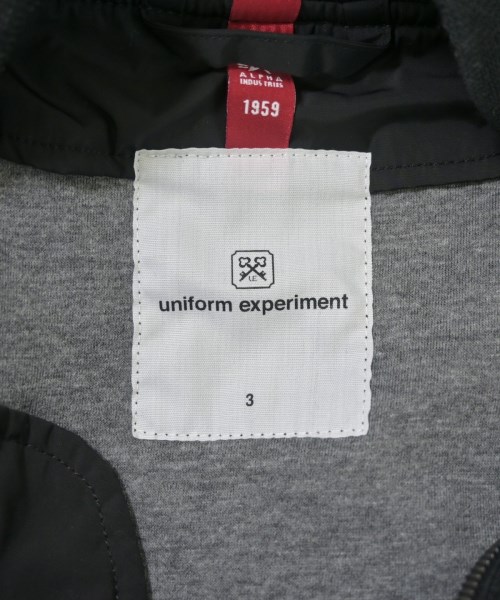 ALPHA
INDUSTRIES
1959
UE
uniform experiment
3